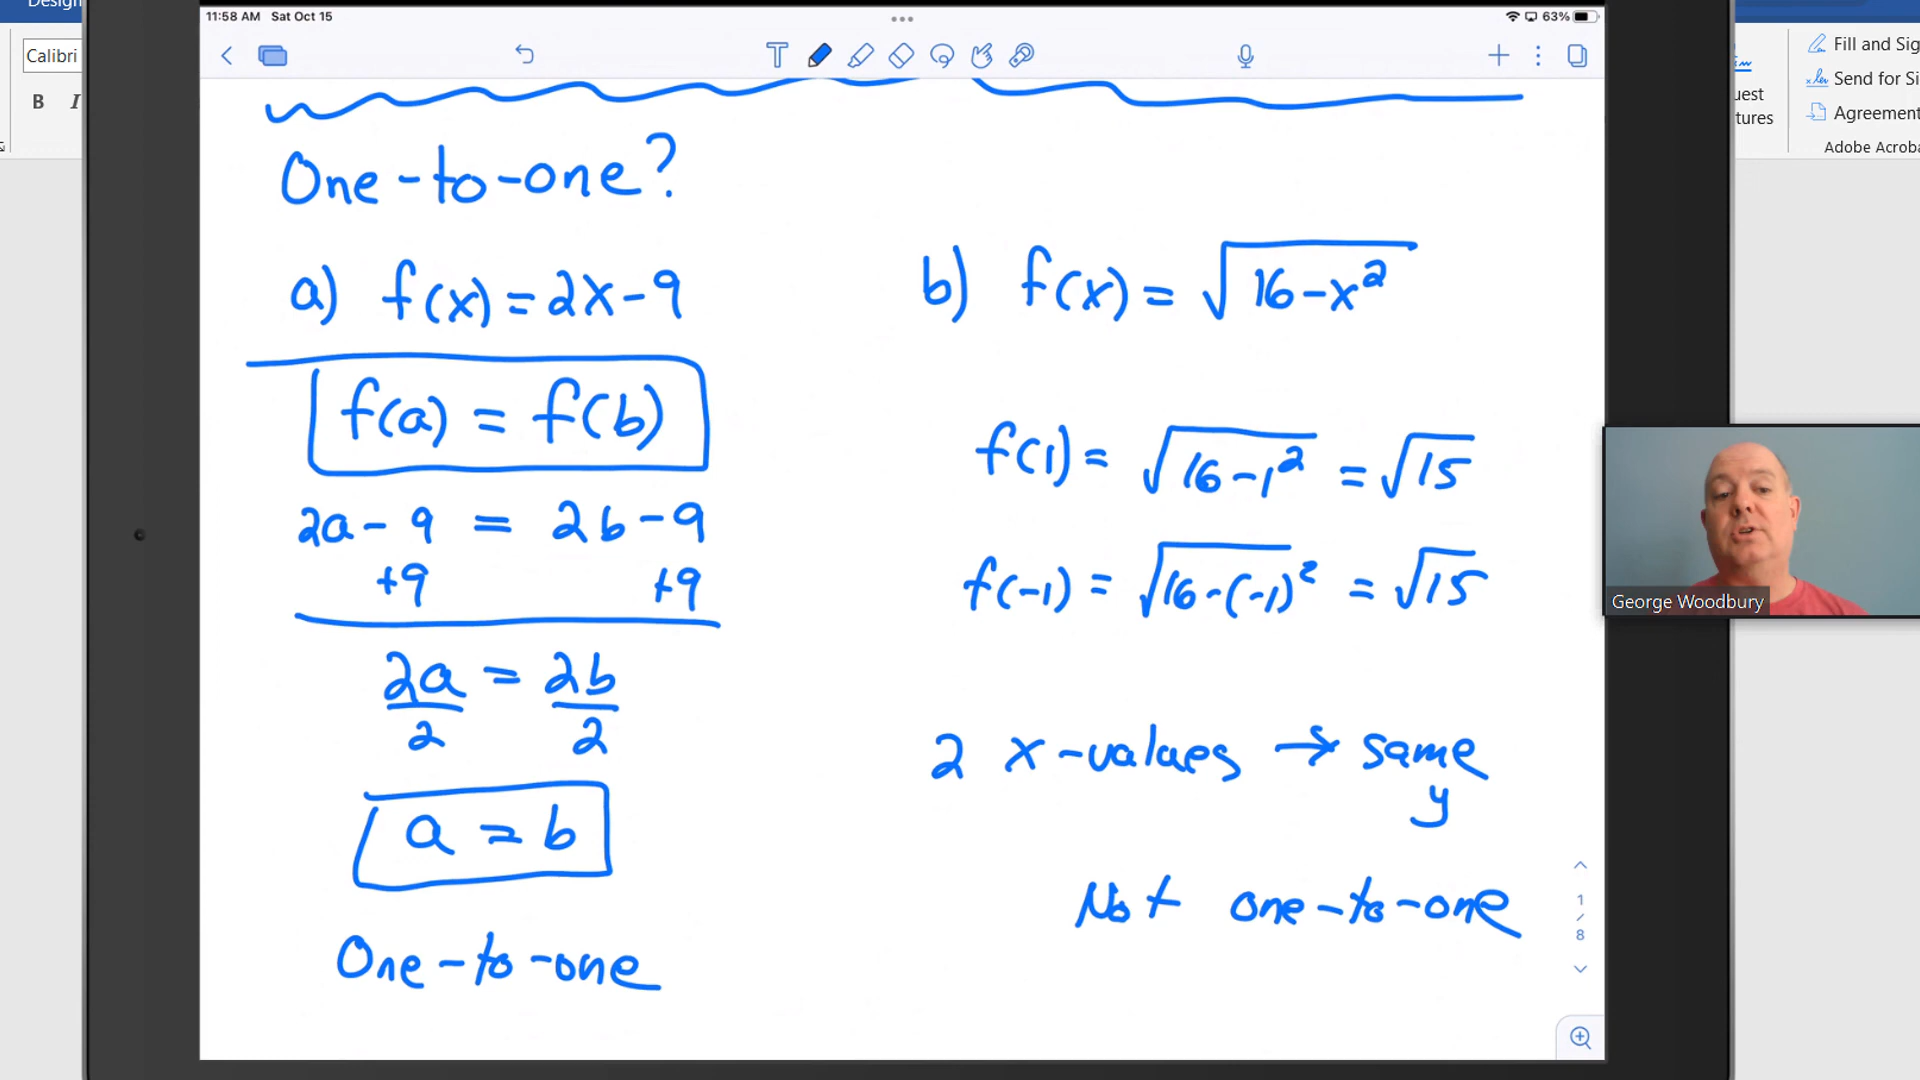 Design
11:58 AM Sat Oct 15
63%
Calibri
B I
Fill and Sig
Send for Si
Agreement
uest
tures
Adobe Acroba
One-to-one?
a) f(x) = 2x - 9
f(a) = f(b)
2a - 9 = 2b - 9
+9 +9
2a = 2b
2 2
a = b
One-to-one
b) f(x) = √16-x²
f(1) = √16-1² = √15
f(-1) = √16-(-1)² = √15
2 x-values → same
y
Not one-to-one
George Woodbury
1
/
8